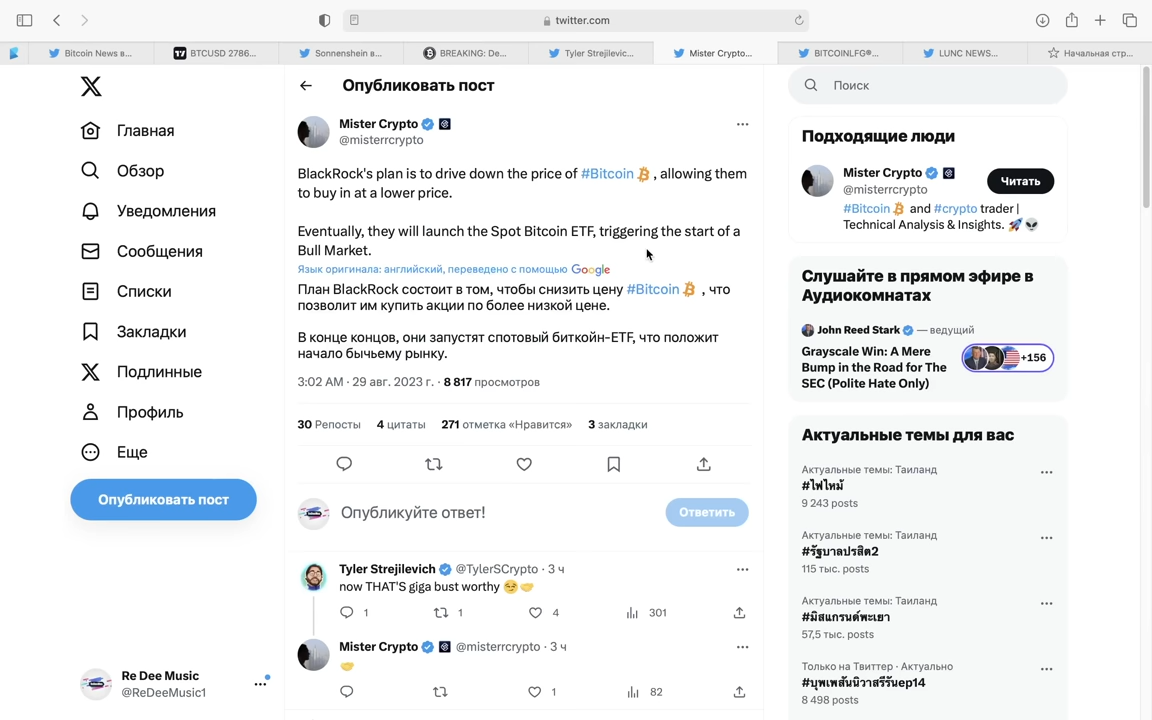 twitter.com
Bitcoin News в...
BTCUSD 2786...
Sonnenshein в...
BREAKING: De...
Tyler Strejilevic...
Mister Crypto...
BITCOINLFG®...
LUNC NEWS...
Начальная стр...
Главная
Обзор
Уведомления
Сообщения
Списки
Закладки
Подлинные
Профиль
Еще
Опубликовать пост
Re Dee Music
@ReDeeMusic1
Опубликовать пост
Mister Crypto
@misterrcrypto
BlackRock's plan is to drive down the price of #Bitcoin , allowing them
to buy in at a lower price.
Eventually, they will launch the Spot Bitcoin ETF, triggering the start of a
Bull Market.
Язык оригинала: английский, переведено с помощью Google
План BlackRock состоит в том, чтобы снизить цену #Bitcoin , что
позволит им купить акции по более низкой цене.
В конце концов, они запустят спотовый биткойн-ETF, что положит
начало бычьему рынку.
3:02 AM · 29 авг. 2023 г. · 8 817 просмотров
30 Репосты 4 цитаты 271 отметка «Нравится» 3 закладки
Опубликуйте ответ!
Ответить
Tyler Strejilevich @TylerSCrypto · 3 ч
now THAT'S giga bust worthy 😏🤝
1 1 4 301
Mister Crypto @misterrcrypto · 3 ч
🤝
1 82
Поиск
Подходящие люди
Mister Crypto
@misterrcrypto
Читать
#Bitcoin and #crypto trader |
Technical Analysis & Insights. 🚀 👽
Слушайте в прямом эфире в
Аудиокомнатах
John Reed Stark — ведущий
Grayscale Win: A Mere
Bump in the Road for The
SEC (Polite Hate Only)
+156
Актуальные темы для вас
Актуальные темы: Таиланд
#ไฟไหม้
9 243 posts
Актуальные темы: Таиланд
#รัฐบาลปรสิต2
115 тыс. posts
Актуальные темы: Таиланд
#มิสแกรนด์พะเยา
57,5 тыс. posts
Только на Твиттер · Актуально
#บุพเพสันนิวาสรีรันep14
8 498 posts